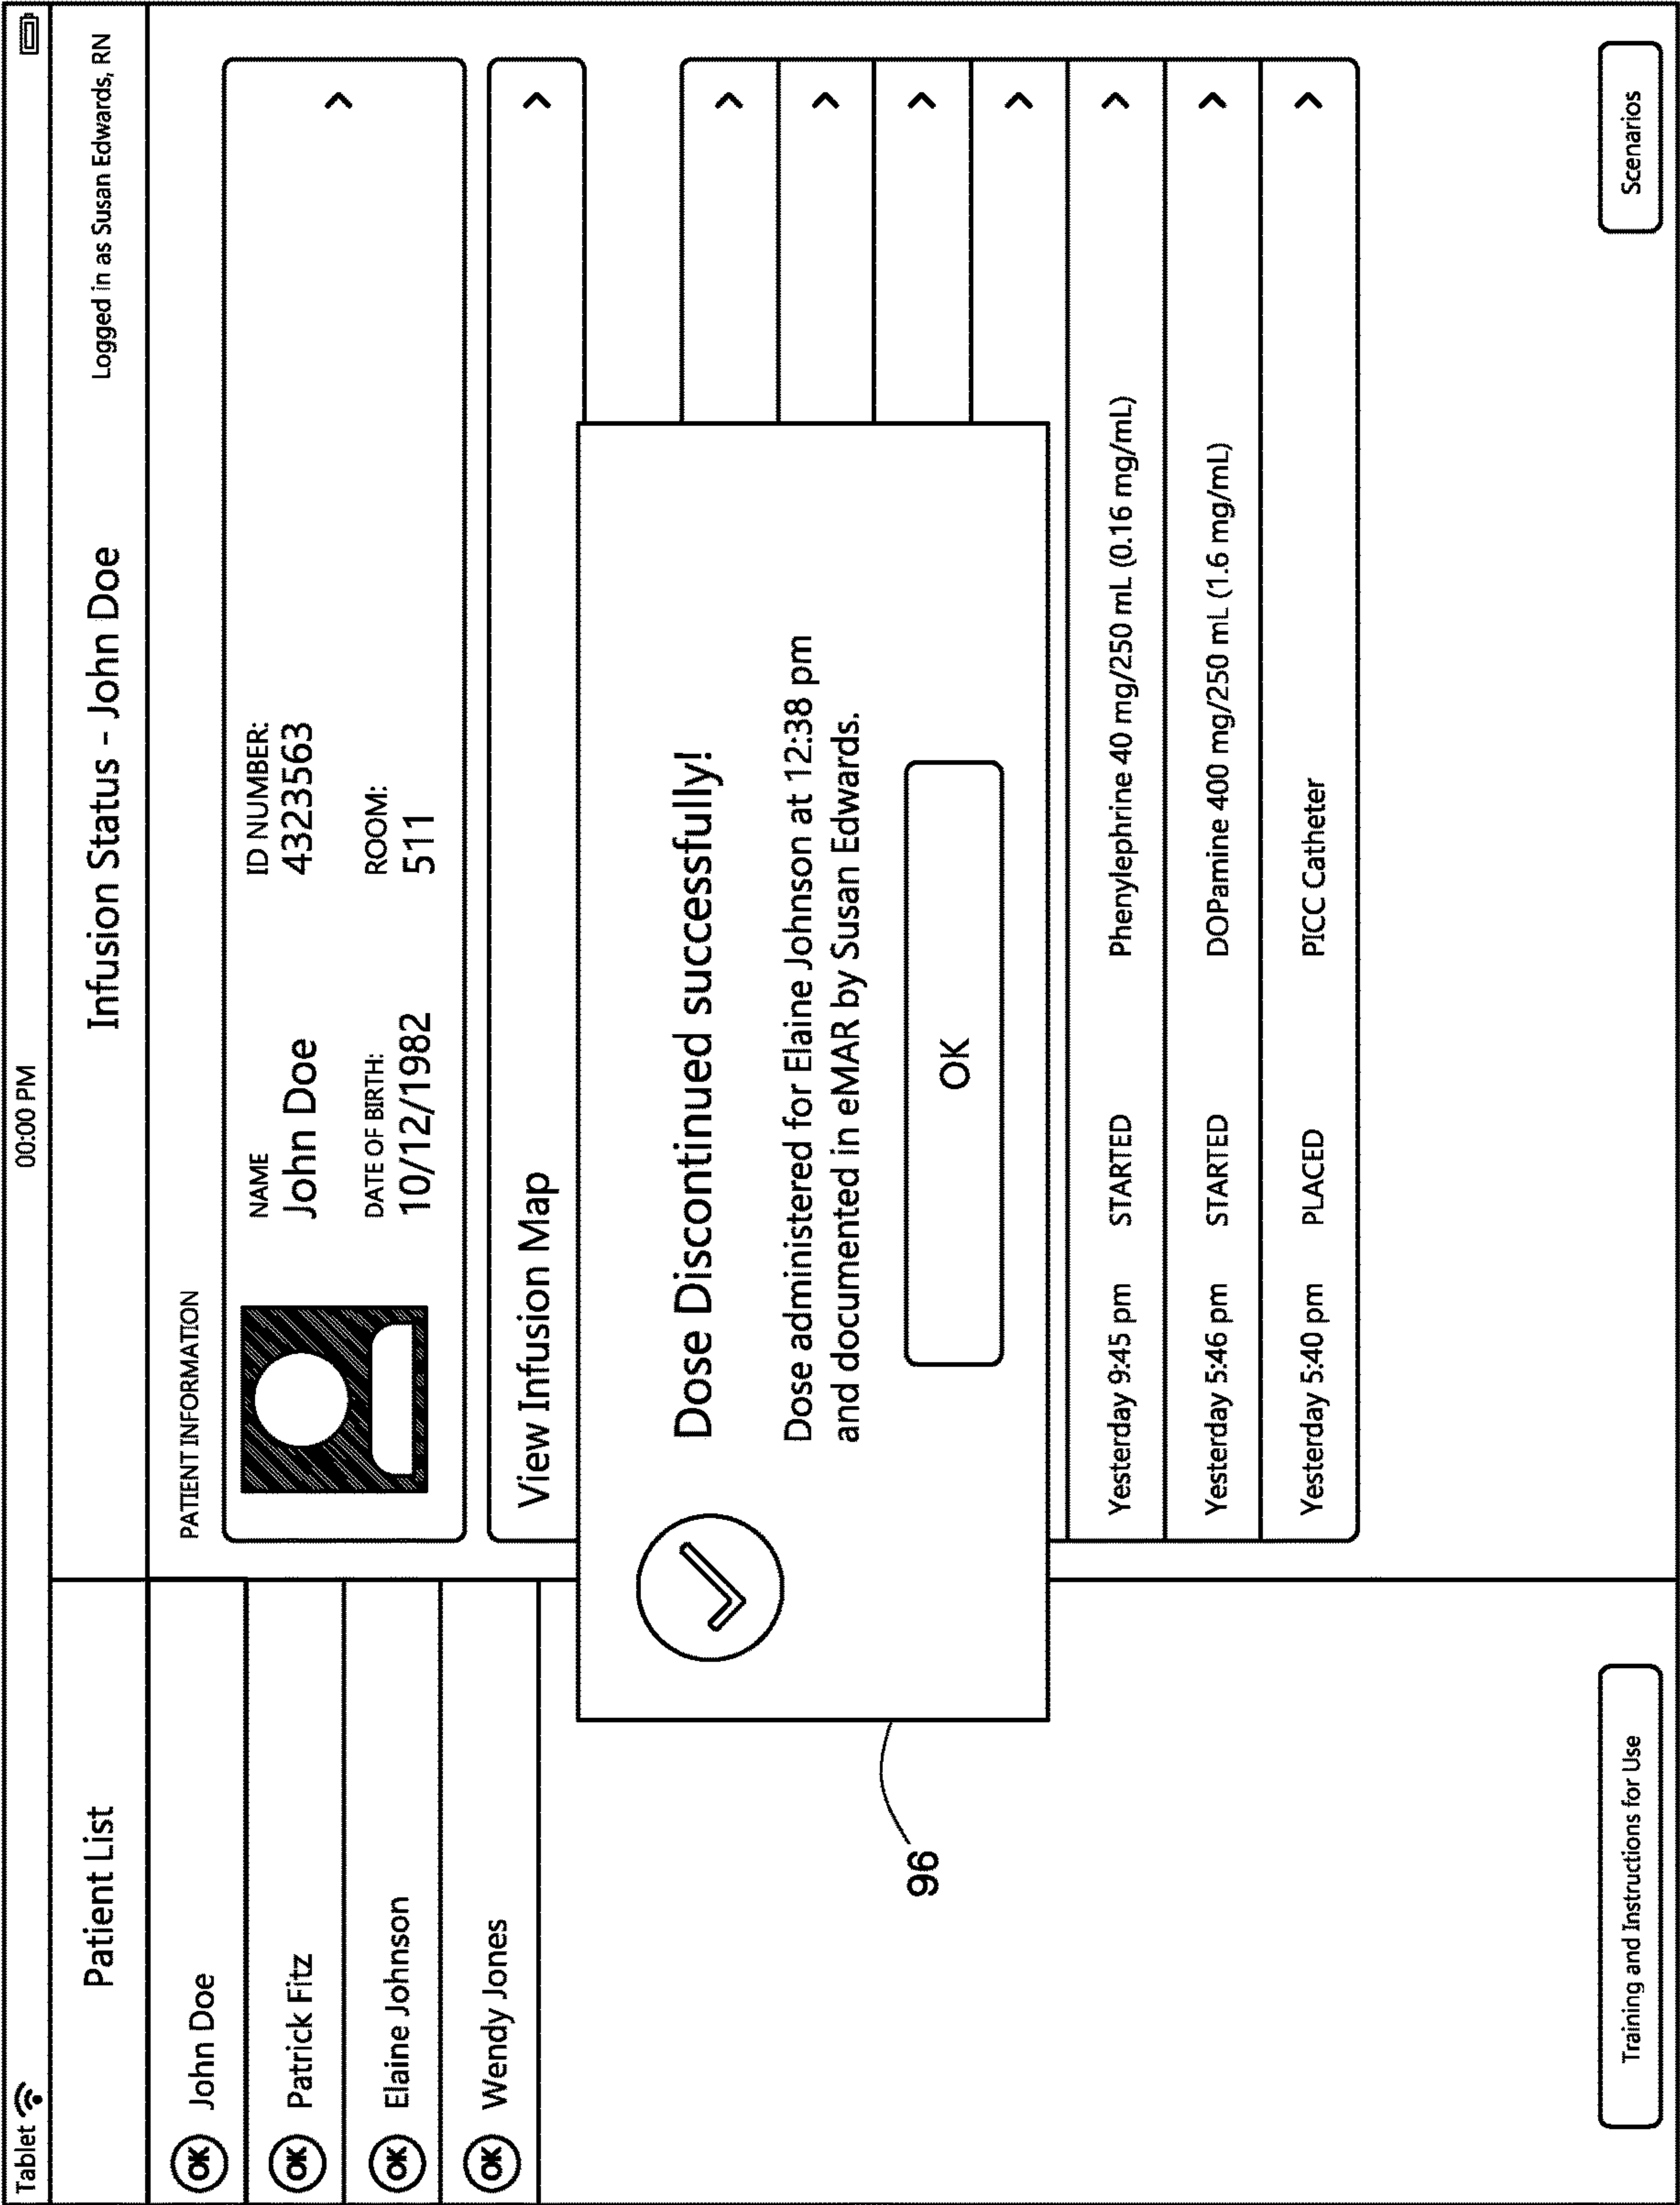 Tablet
00:00 PM
Patient List
Infusion Status - John Doe
Logged in as Susan Edwards, RN
OK John Doe
OK Patrick Fitz
OK Elaine Johnson
OK Wendy Jones
PATIENT INFORMATION
NAME
John Doe
ID NUMBER:
4323563
DATE OF BIRTH:
10/12/1982
ROOM:
511
View Infusion Map
Dose Discontinued successfully!
Dose administered for Elaine Johnson at 12:38 pm
and documented in eMAR by Susan Edwards.
OK
96
Yesterday 9:45 pm STARTED Phenylephrine 40 mg/250 mL (0.16 mg/mL)
Yesterday 5:46 pm STARTED DOPamine 400 mg/250 mL (1.6 mg/mL)
Yesterday 5:40 pm PLACED PICC Catheter
Training and Instructions for Use
Scenarios